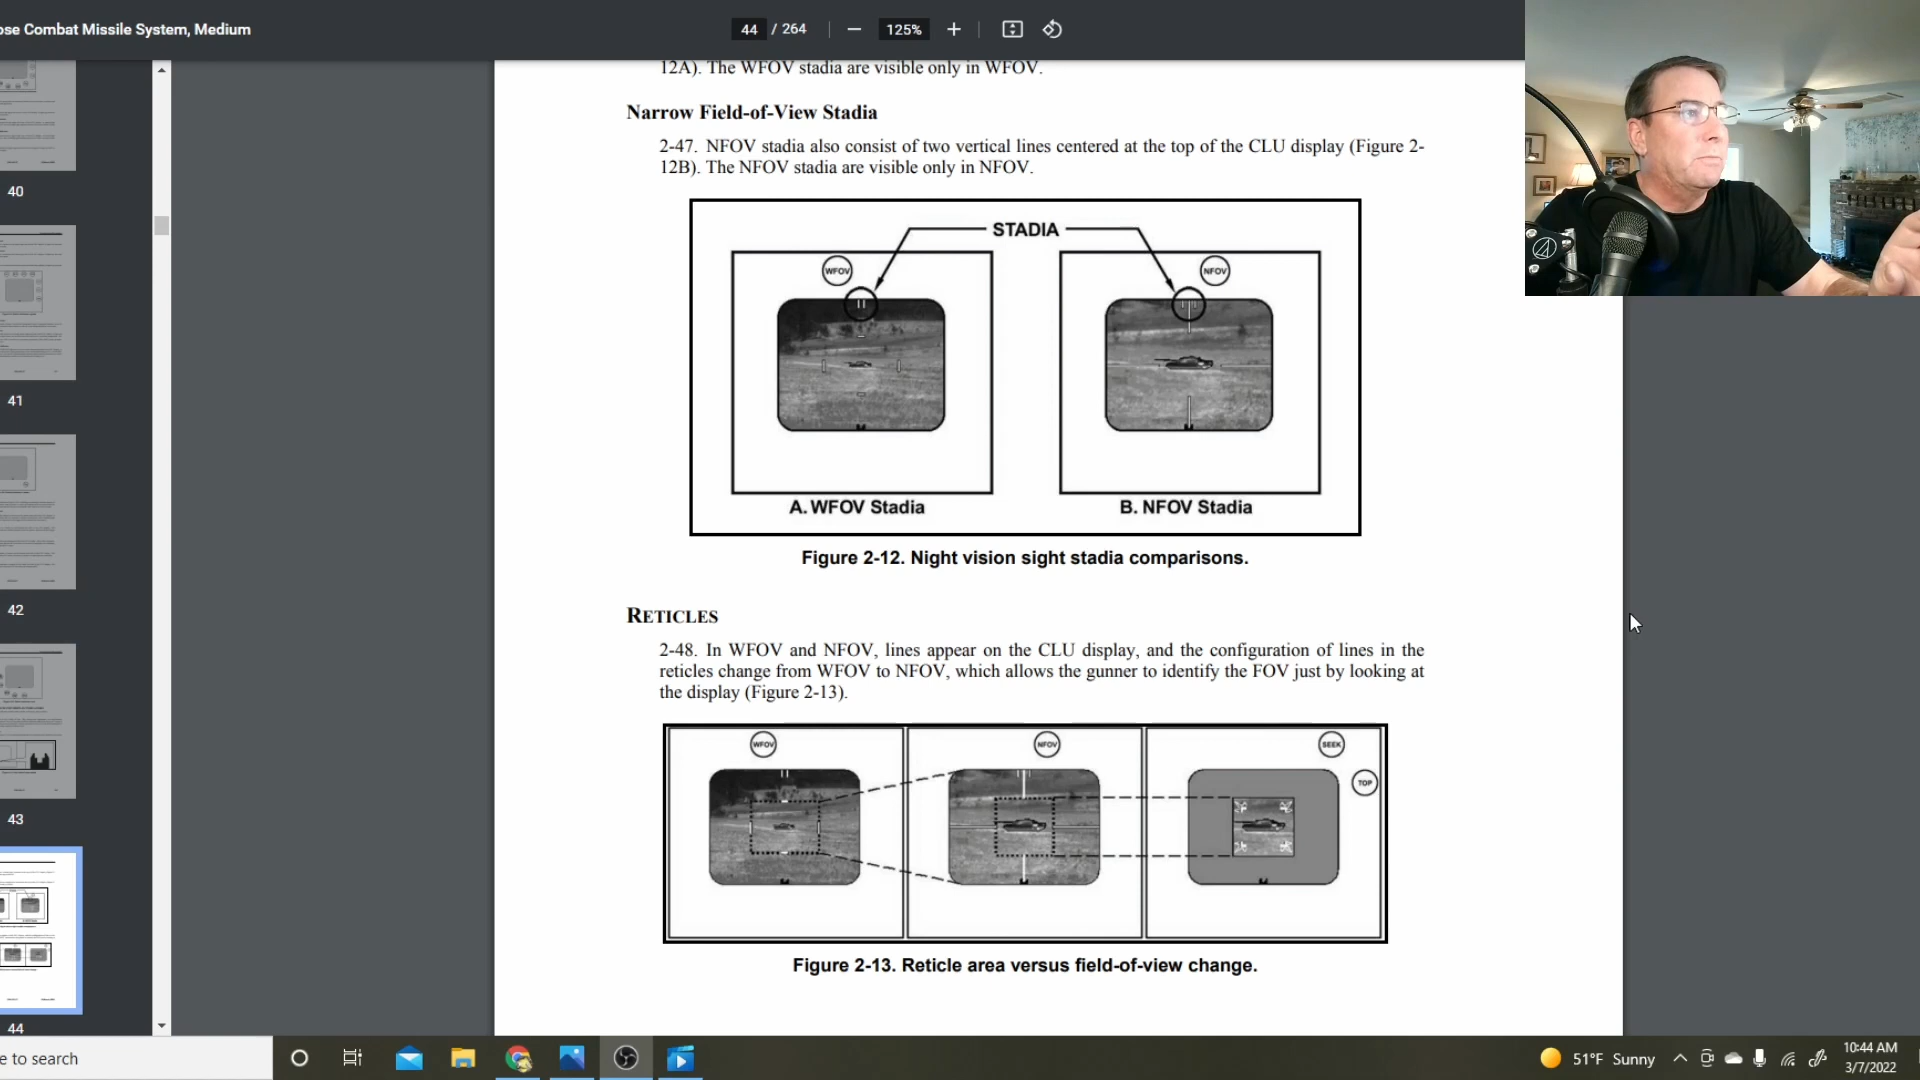 ose Combat Missile System, Medium
44 / 264
125%
12A). The WFOV stadia are visible only in WFOV.
Narrow Field-of-View Stadia
2-47. NFOV stadia also consist of two vertical lines centered at the top of the CLU display (Figure 2-
12B). The NFOV stadia are visible only in NFOV.
STADIA
WFOV
NFOV
A. WFOV Stadia
B. NFOV Stadia
Figure 2-12. Night vision sight stadia comparisons.
RETICLES
2-48. In WFOV and NFOV, lines appear on the CLU display, and the configuration of lines in the
reticles change from WFOV to NFOV, which allows the gunner to identify the FOV just by looking at
the display (Figure 2-13).
WFOV
NFOV
SEEK
TOP
Figure 2-13. Reticle area versus field-of-view change.
40
41
42
43
44
e to search
51°F Sunny
10:44 AM
3/7/2022